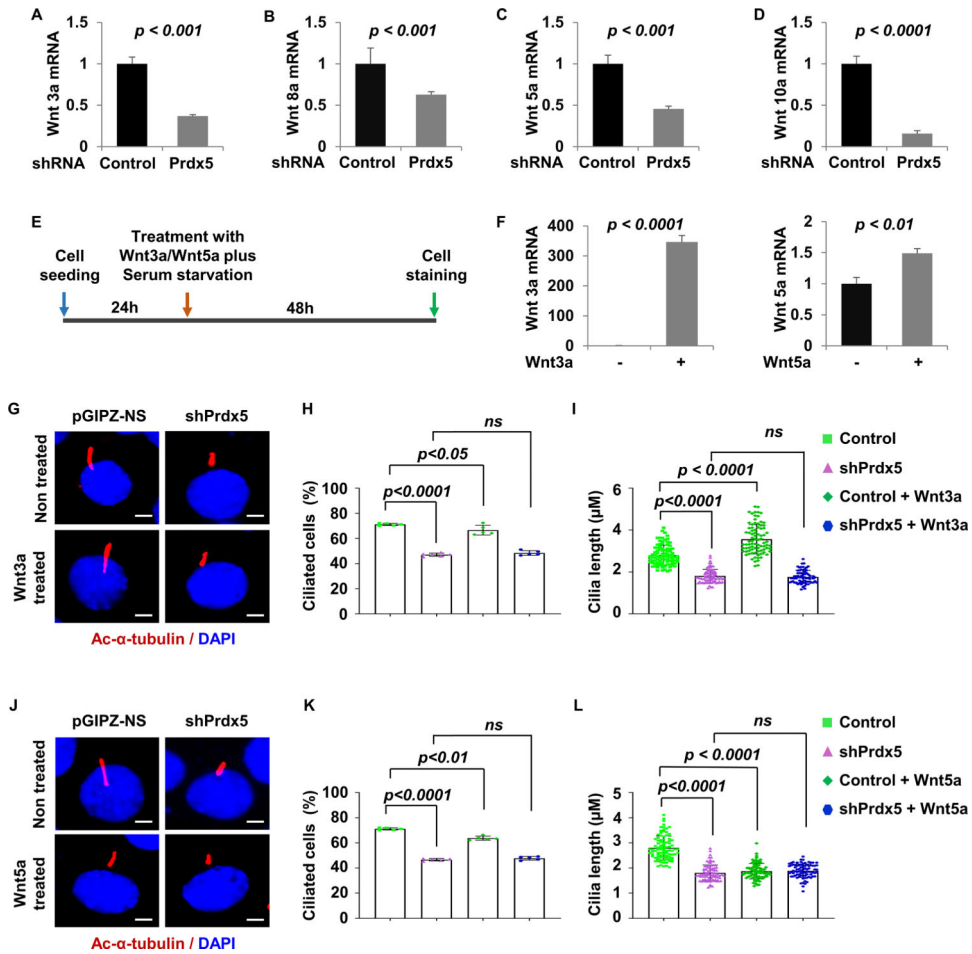 A
p < 0.001
Wnt 3a mRNA
1.5
1
0.5
0
shRNA Control Prdx5
B
p < 0.001
Wnt 8a mRNA
1.5
1
0.5
0
shRNA Control Prdx5
C
p < 0.001
Wnt 5a mRNA
1.5
1
0.5
0
shRNA Control Prdx5
D
p < 0.0001
Wnt 10a mRNA
1.5
1
0.5
0
shRNA Control Prdx5
E
Cell
seeding
Treatment with
Wnt3a/Wnt5a plus
Serum starvation
Cell
staining
24h
48h
F
p < 0.0001
Wnt 3a mRNA
400
300
200
100
0
Wnt3a - +
p < 0.01
Wnt 5a mRNA
2
1.5
1
0.5
0
Wnt5a - +
G
pGIPZ-NS shPrdx5
Non treated
Wnt3a
treated
Ac-α-tubulin / DAPI
H
ns
p<0.05
p<0.0001
Ciliated cells (%)
100
80
60
40
20
0
I
ns
p < 0.0001
p<0.0001
Cilia length (μM)
6
4
2
0
Control
shPrdx5
Control + Wnt3a
shPrdx5 + Wnt3a
J
pGIPZ-NS shPrdx5
Non treated
Wnt5a
treated
Ac-α-tubulin / DAPI
K
ns
p<0.01
p<0.0001
Ciliated cells (%)
100
80
60
40
20
0
L
ns
p < 0.0001
p<0.0001
Cilia length (μM)
5
4
3
2
1
0
Control
shPrdx5
Control + Wnt5a
shPrdx5 + Wnt5a